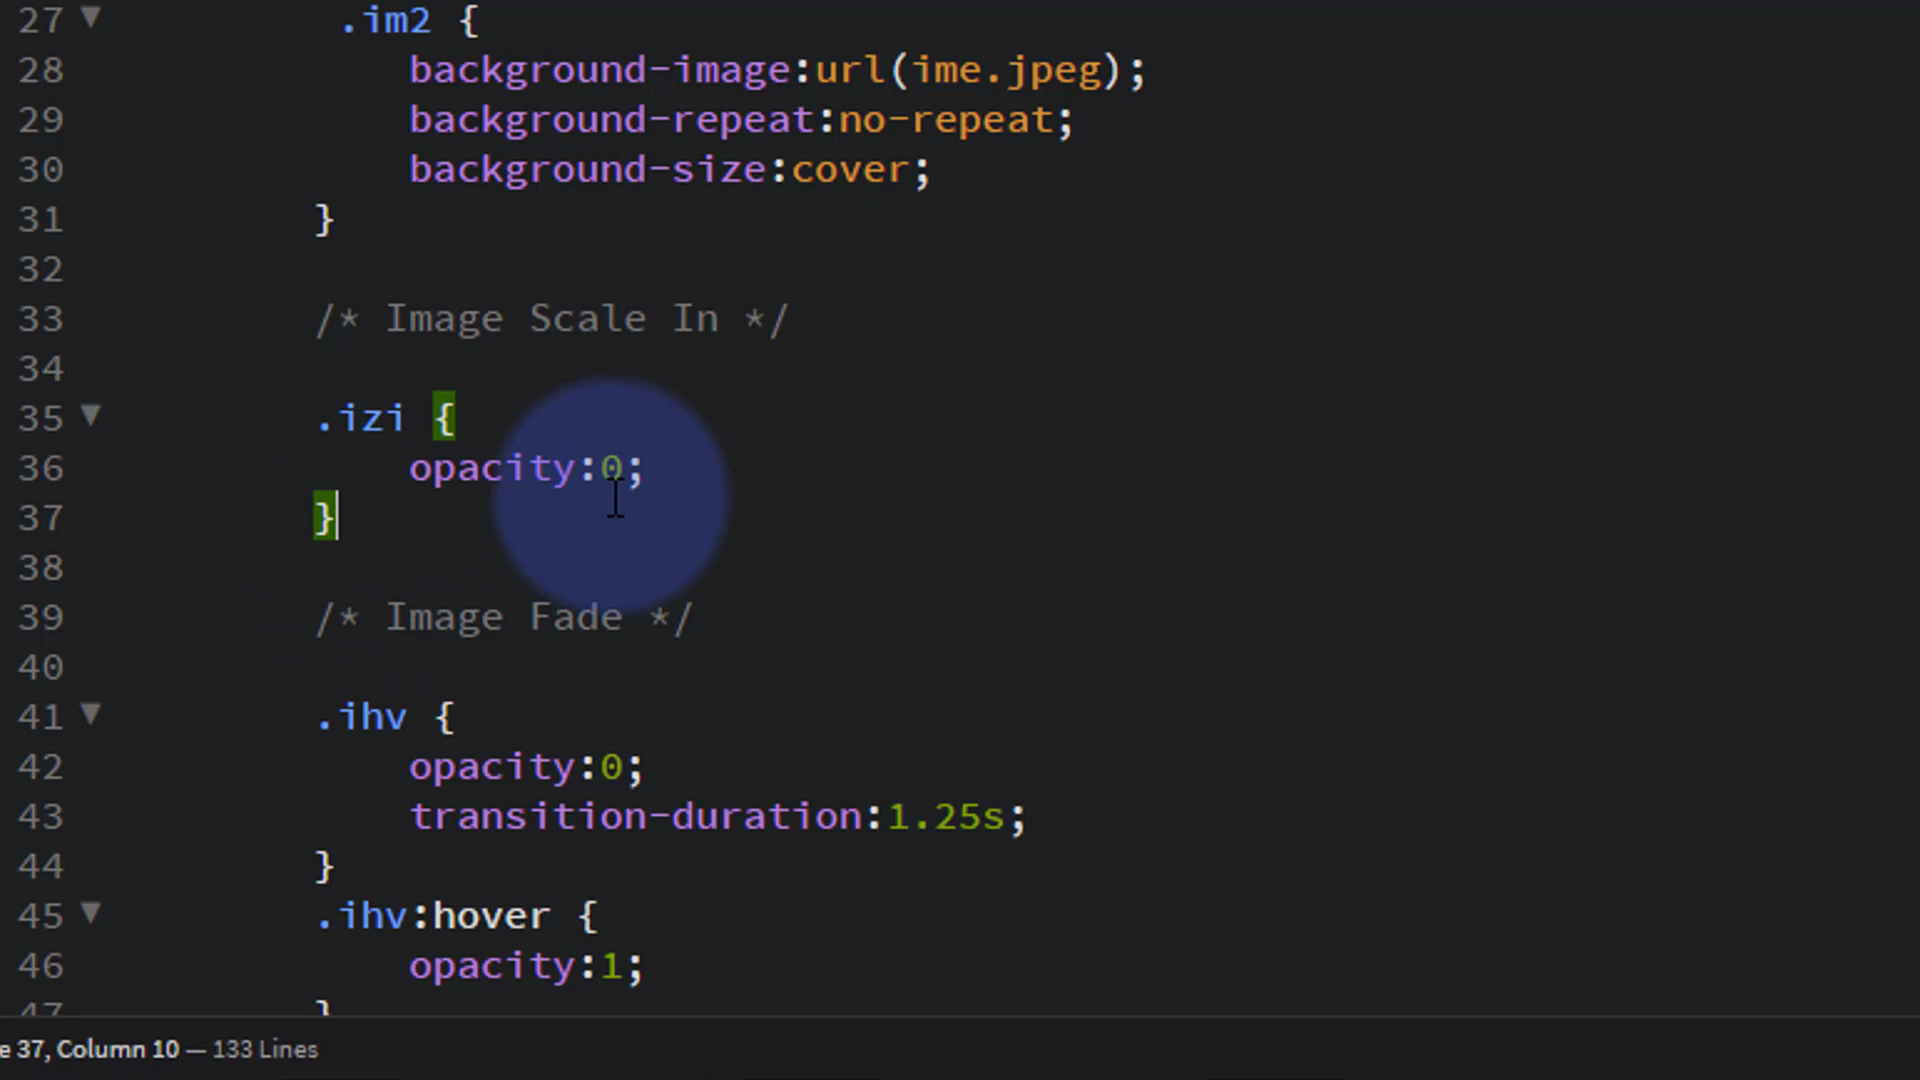 27 ▼ .im2 {
28 background-image:url(ime.jpeg);
29 background-repeat:no-repeat;
30 background-size:cover;
31 }
32
33 /* Image Scale In */
34
35 ▼ .izi {
36 opacity:0;
37 }
38
39 /* Image Fade */
40
41 ▼ .ihv {
42 opacity:0;
43 transition-duration:1.25s;
44 }
45 ▼ .ihv:hover {
46 opacity:1;
47 }
e 37, Column 10 — 133 Lines